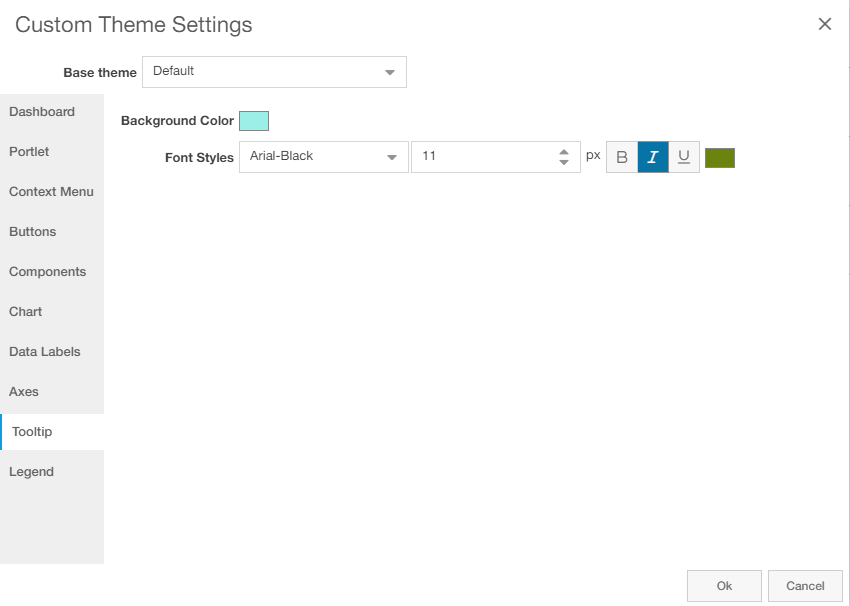 Custom Theme Settings
Base theme Default
Dashboard
Background Color
Portlet
Font Styles Arial-Black 11 px B I U
Context Menu
Buttons
Components
Chart
Data Labels
Axes
Tooltip
Legend
Ok Cancel